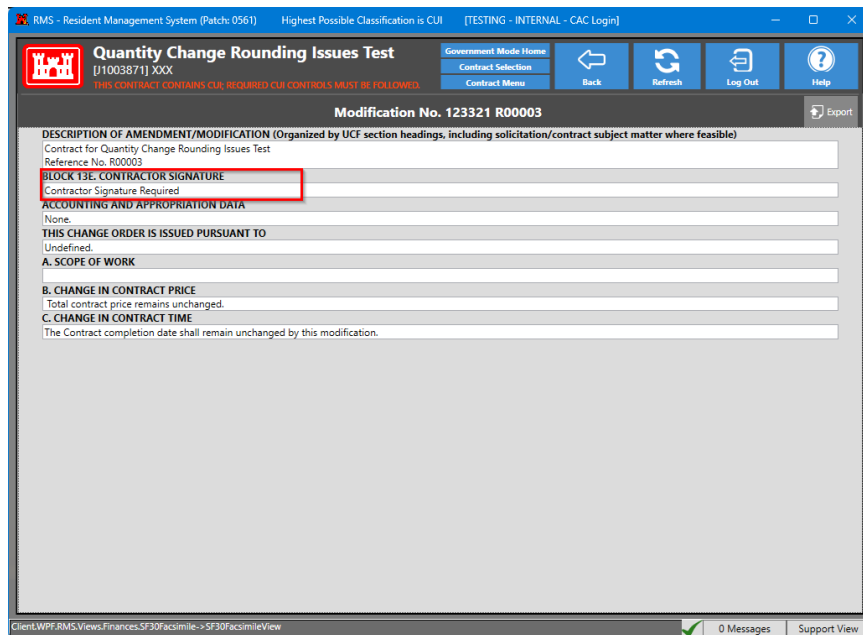 RMS - Resident Management System (Patch: 0561) Highest Possible Classification is CUI [TESTING - INTERNAL - CAC Login]
Quantity Change Rounding Issues Test
[J1003871] XXX
THIS CONTRACT CONTAINS CUI; REQUIRED CUI CONTROLS MUST BE FOLLOWED.
Government Mode Home
Contract Selection
Contract Menu
Back
Refresh
Log Out
Help
Modification No. 123321 R00003
Export
DESCRIPTION OF AMENDMENT/MODIFICATION (Organized by UCF section headings, including solicitation/contract subject matter where feasible)
Contract for Quantity Change Rounding Issues Test
Reference No. R00003
BLOCK 13E. CONTRACTOR SIGNATURE
Contractor Signature Required
ACCOUNTING AND APPROPRIATION DATA
None.
THIS CHANGE ORDER IS ISSUED PURSUANT TO
Undefined.
A. SCOPE OF WORK
B. CHANGE IN CONTRACT PRICE
Total contract price remains unchanged.
C. CHANGE IN CONTRACT TIME
The Contract completion date shall remain unchanged by this modification.
Client.WPF.RMS.Views.Finances.SF30Facsimile->SF30FacsimileView
0 Messages
Support View